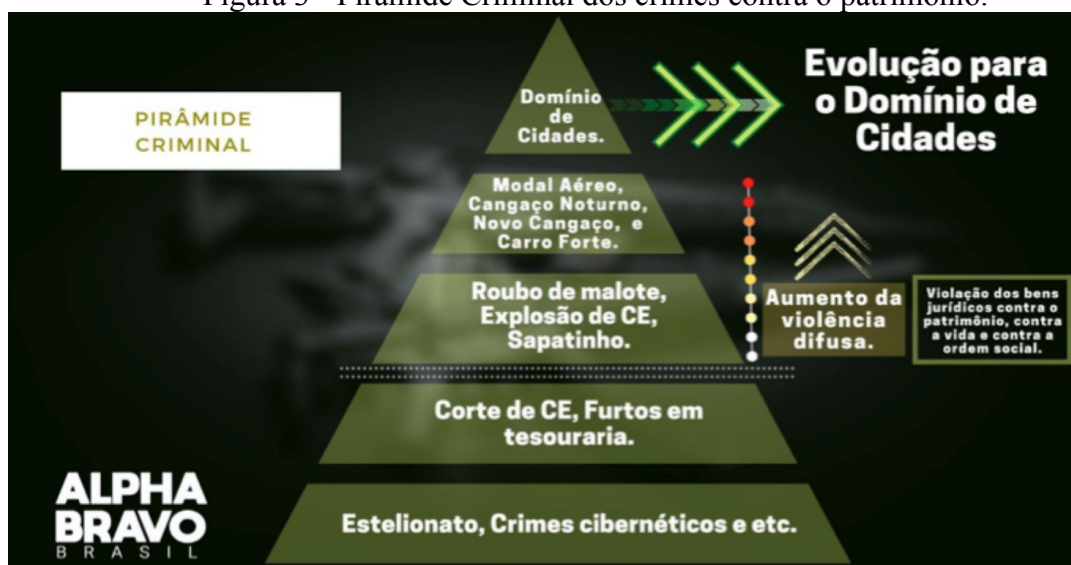 Figura 3 - Pirâmide Criminal dos crimes contra o patrimônio.
PIRÂMIDE
CRIMINAL
Domínio
de
Cidades.
Evolução para
o Domínio de
Cidades
Modal Aéreo,
Cangaço Noturno,
Novo Cangaço, e
Carro Forte.
Roubo de malote,
Explosão de CE,
Sapatinho.
Aumento da
violência
difusa.
Violação dos bens
jurídicos contra o
patrimônio, contra
a vida e contra a
ordem social.
Corte de CE, Furtos em
tesouraria.
Estelionato, Crimes cibernéticos e etc.
ALPHA
BRAVO
BRASIL